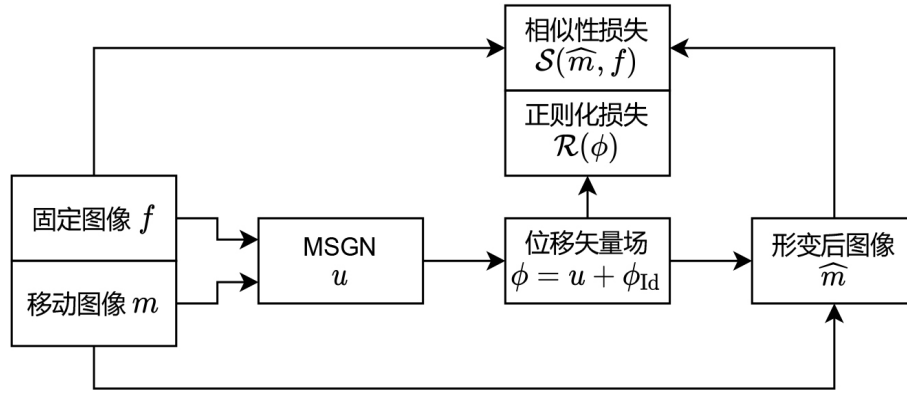 相似性损失
𝒮(m̂, f)
正则化损失
ℛ(ϕ)
固定图像 f
移动图像 m
MSGN
u
位移矢量场
ϕ = u + ϕ_Id
形变后图像
m̂